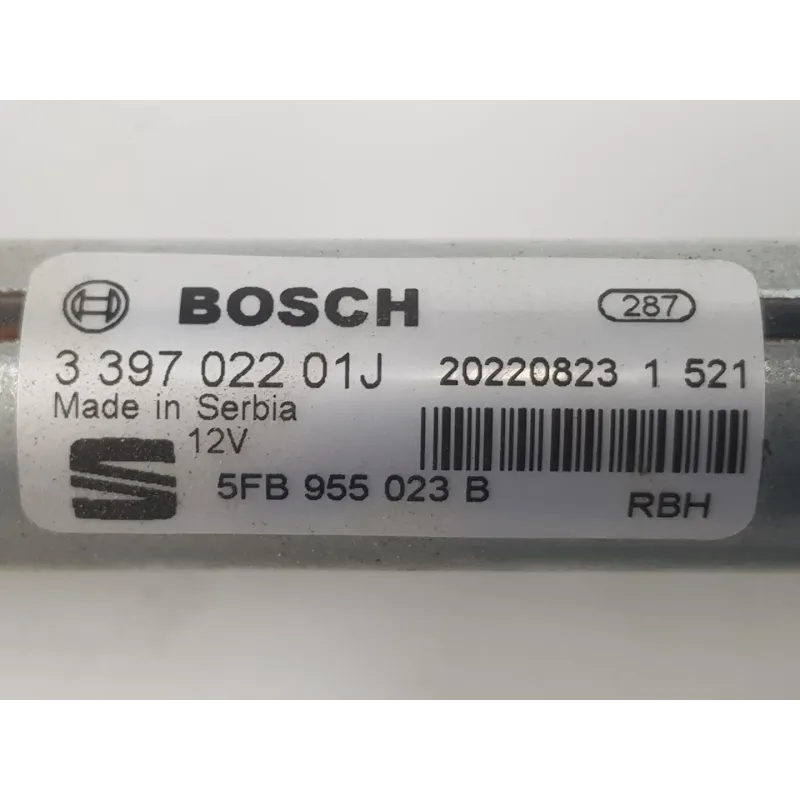 BOSCH 287
3 397 022 01J 20220823 1 521
Made in Serbia
12V
5FB 955 023 B RBH